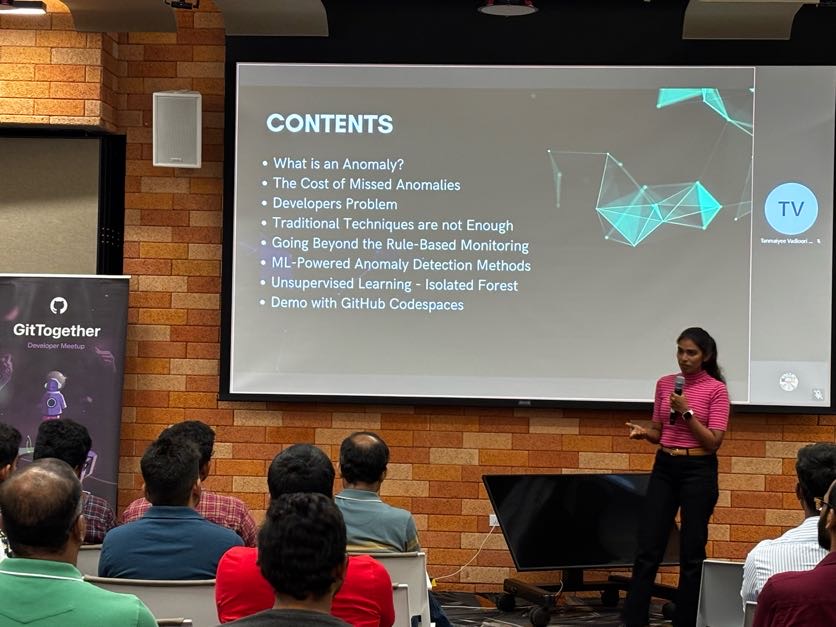 CONTENTS
• What is an Anomaly?
• The Cost of Missed Anomalies
• Developers Problem
• Traditional Techniques are not Enough
• Going Beyond the Rule-Based Monitoring
• ML-Powered Anomaly Detection Methods
• Unsupervised Learning - Isolated Forest
• Demo with GitHub Codespaces
TV
Tanmaiyee Vadloori ...
GitTogether
Developer Meetup